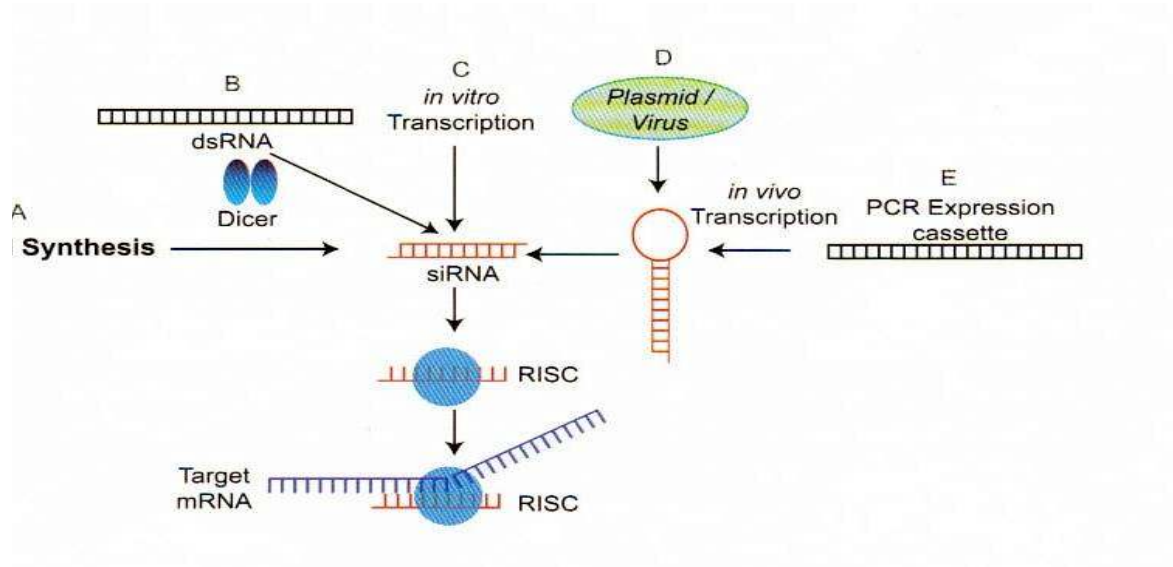 A
Synthesis
B
dsRNA
Dicer
C
in vitro
Transcription
D
Plasmid /
Virus
in vivo
Transcription
E
PCR Expression
cassette
siRNA
RISC
Target
mRNA
RISC